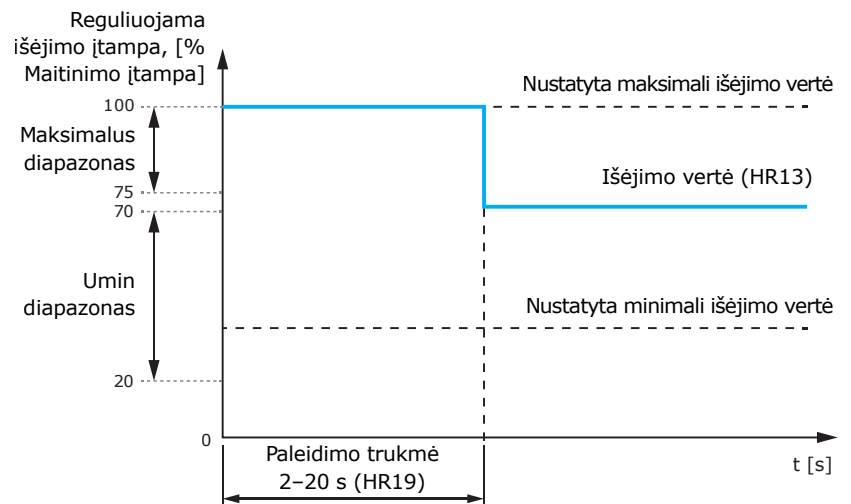 Reguliuojama
išėjimo įtampa, [%
Maitinimo įtampa]
100
Nustatyta maksimali išėjimo vertė
Maksimalus
diapazonas
75
70
Išėjimo vertė (HR13)
Umin
diapazonas
Nustatyta minimali išėjimo vertė
20
0
t [s]
Paleidimo trukmė
2–20 s (HR19)